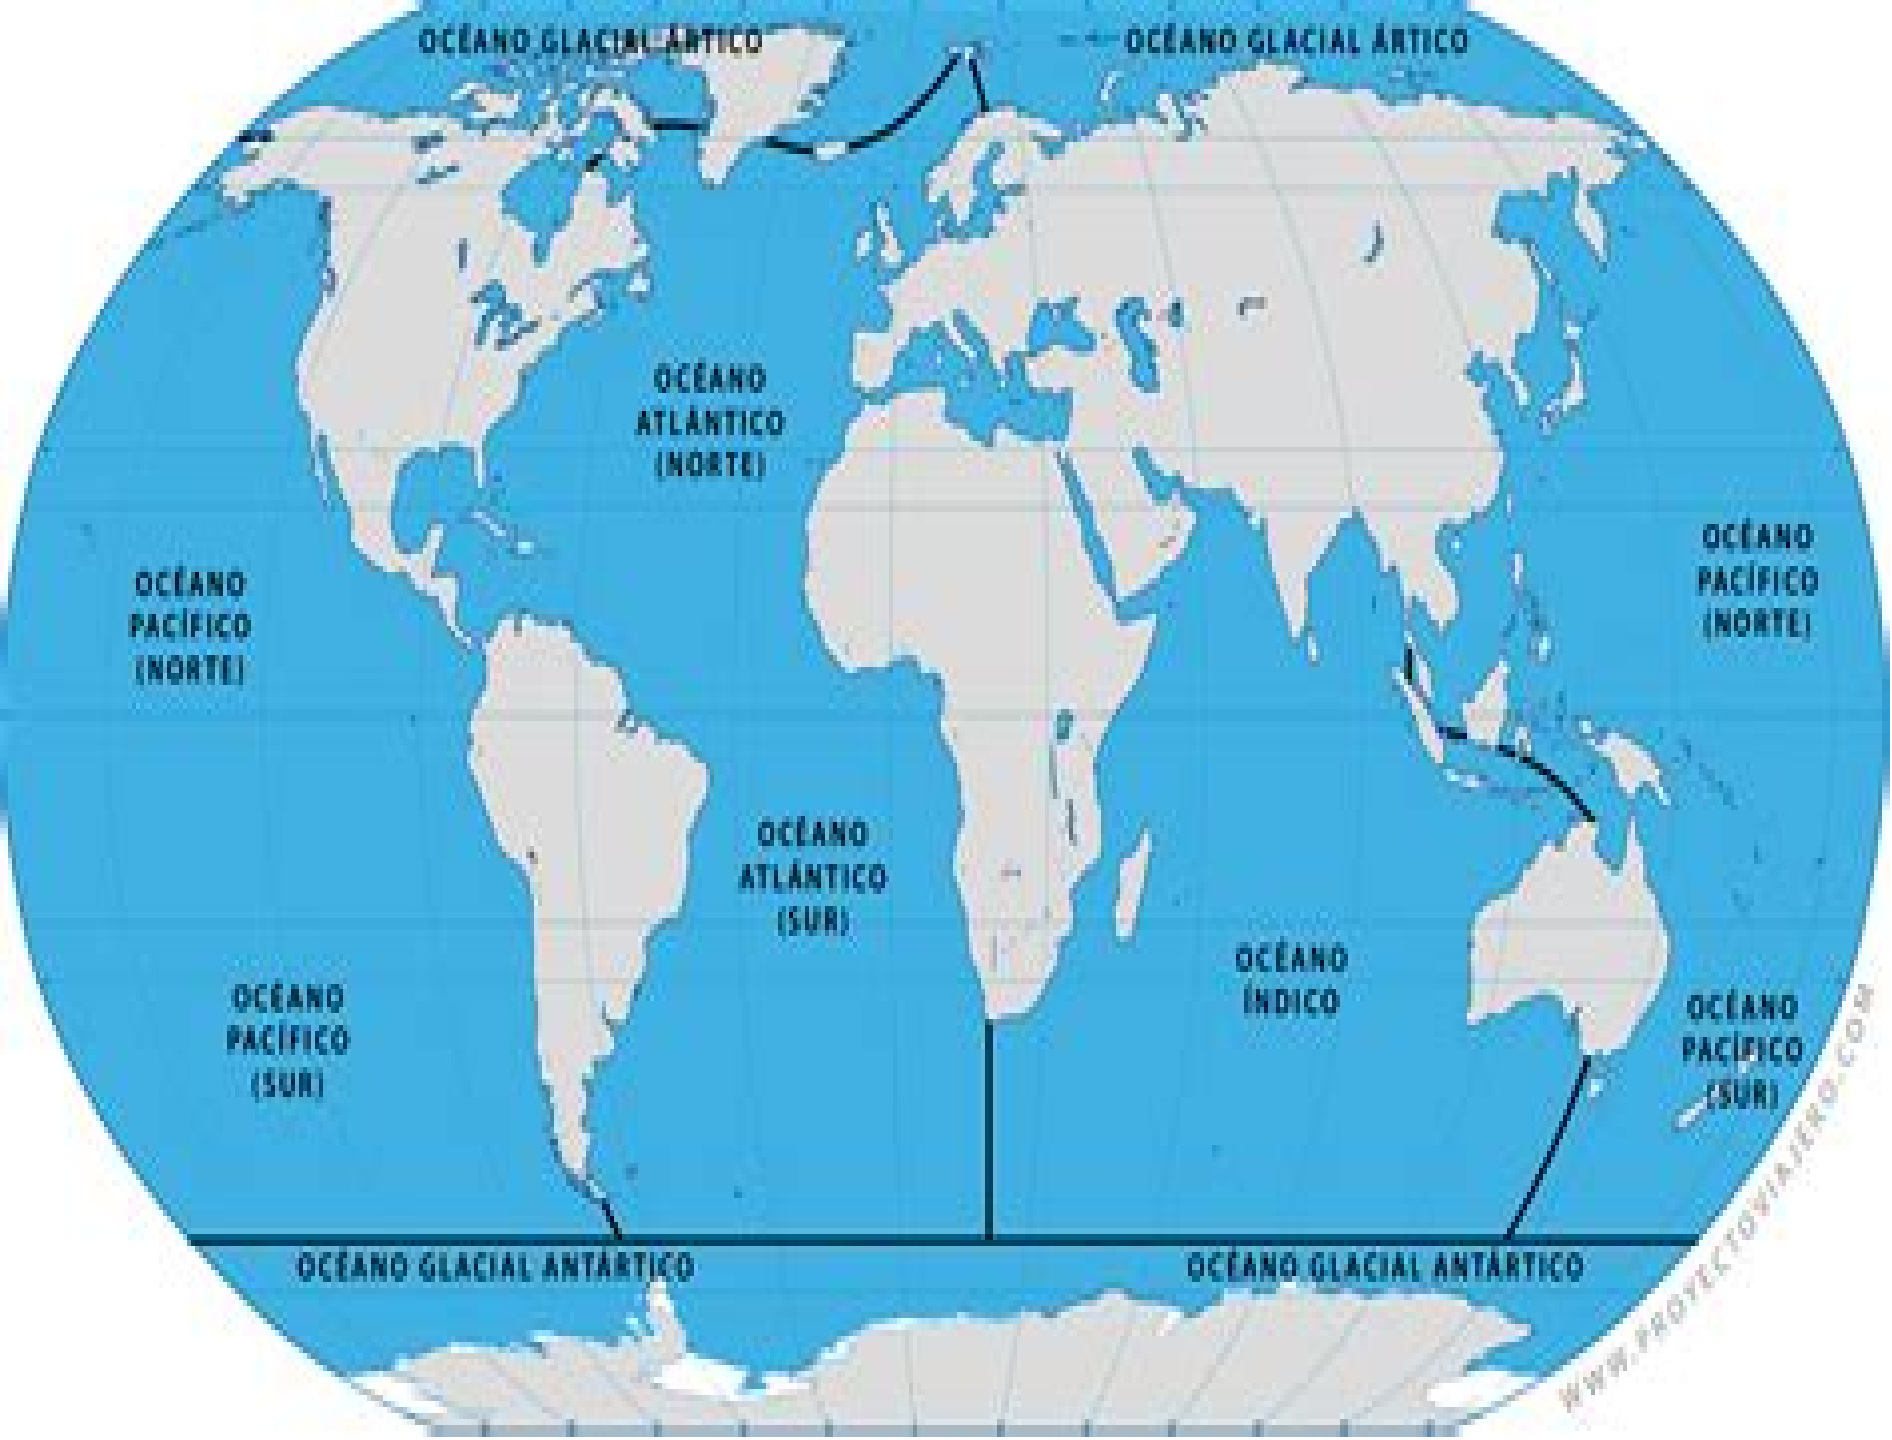 OCÉANO GLACIAL ÁRTICO
OCÉANO GLACIAL ÁRTICO
OCÉANO
ATLÁNTICO
(NORTE)
OCÉANO
PACÍFICO
(NORTE)
OCÉANO
PACÍFICO
(NORTE)
OCÉANO
ATLÁNTICO
(SUR)
OCÉANO
ÍNDICO
OCÉANO
PACÍFICO
(SUR)
OCÉANO
PACÍFICO
(SUR)
OCÉANO GLACIAL ANTÁRTICO
OCÉANO GLACIAL ANTÁRTICO
WWW.PROYECTOVIAJERO.COM